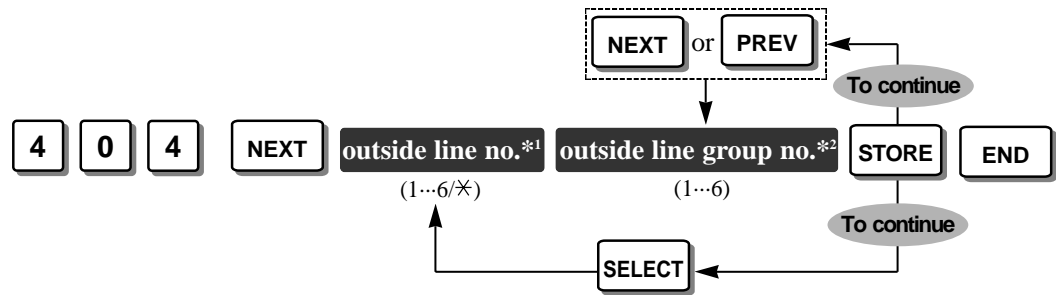 NEXT or PREV
To continue
4 0 4 NEXT outside line no.*1 outside line group no.*2 STORE END
(1···6/✳) (1···6)
To continue
SELECT